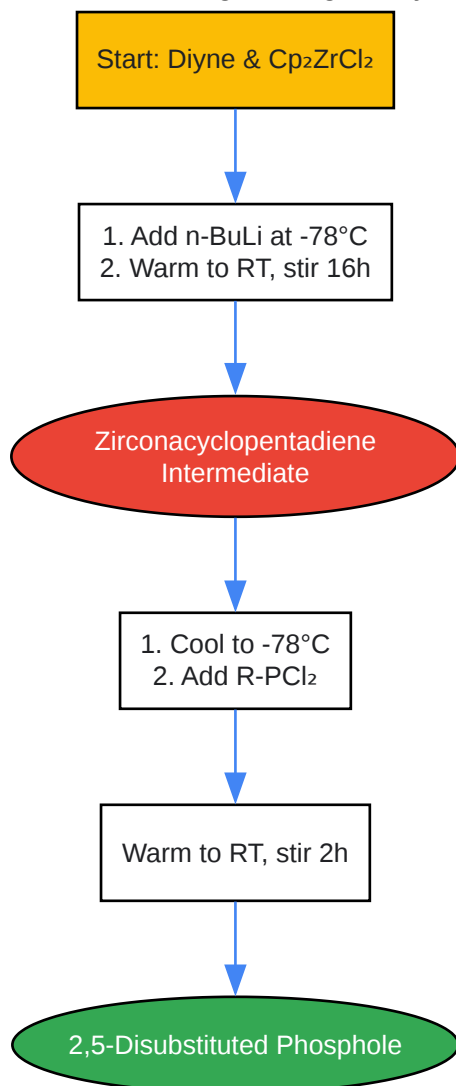 Start: Diyne & Cp₂ZrCl₂
1. Add n-BuLi at -78°C
2. Warm to RT, stir 16h
Zirconacyclopentadiene
Intermediate
1. Cool to -78°C
2. Add R-PCl₂
Warm to RT, stir 2h
2,5-Disubstituted Phosphole